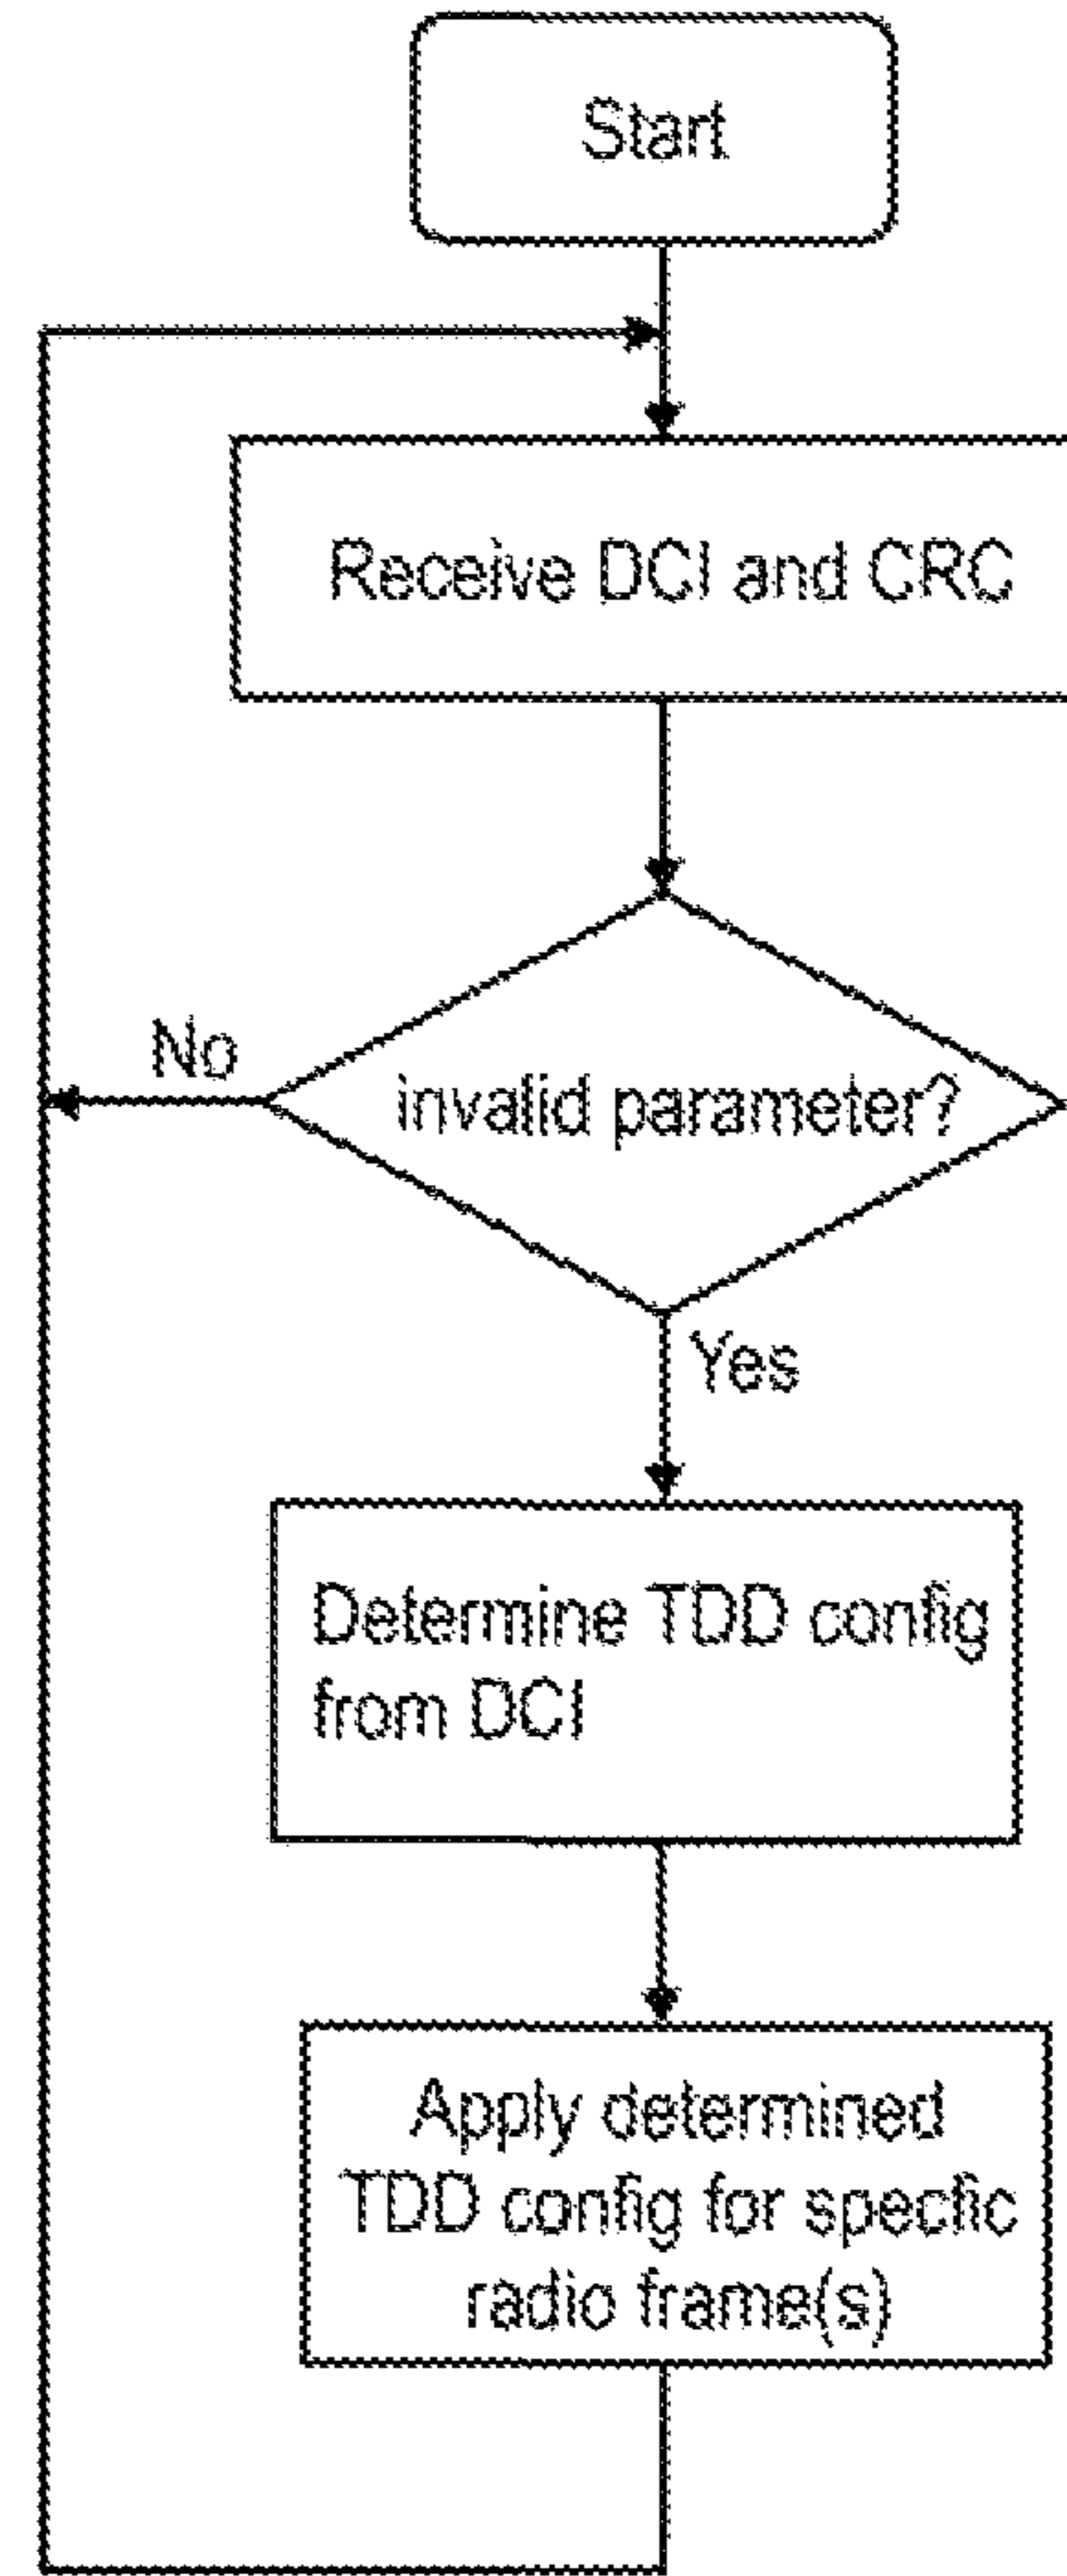 Start
Receive DCI and CRC
No
invalid parameter?
Yes
Determine TDD config
from DCI
Apply determined
TDD config for specfic
radio frame(s)